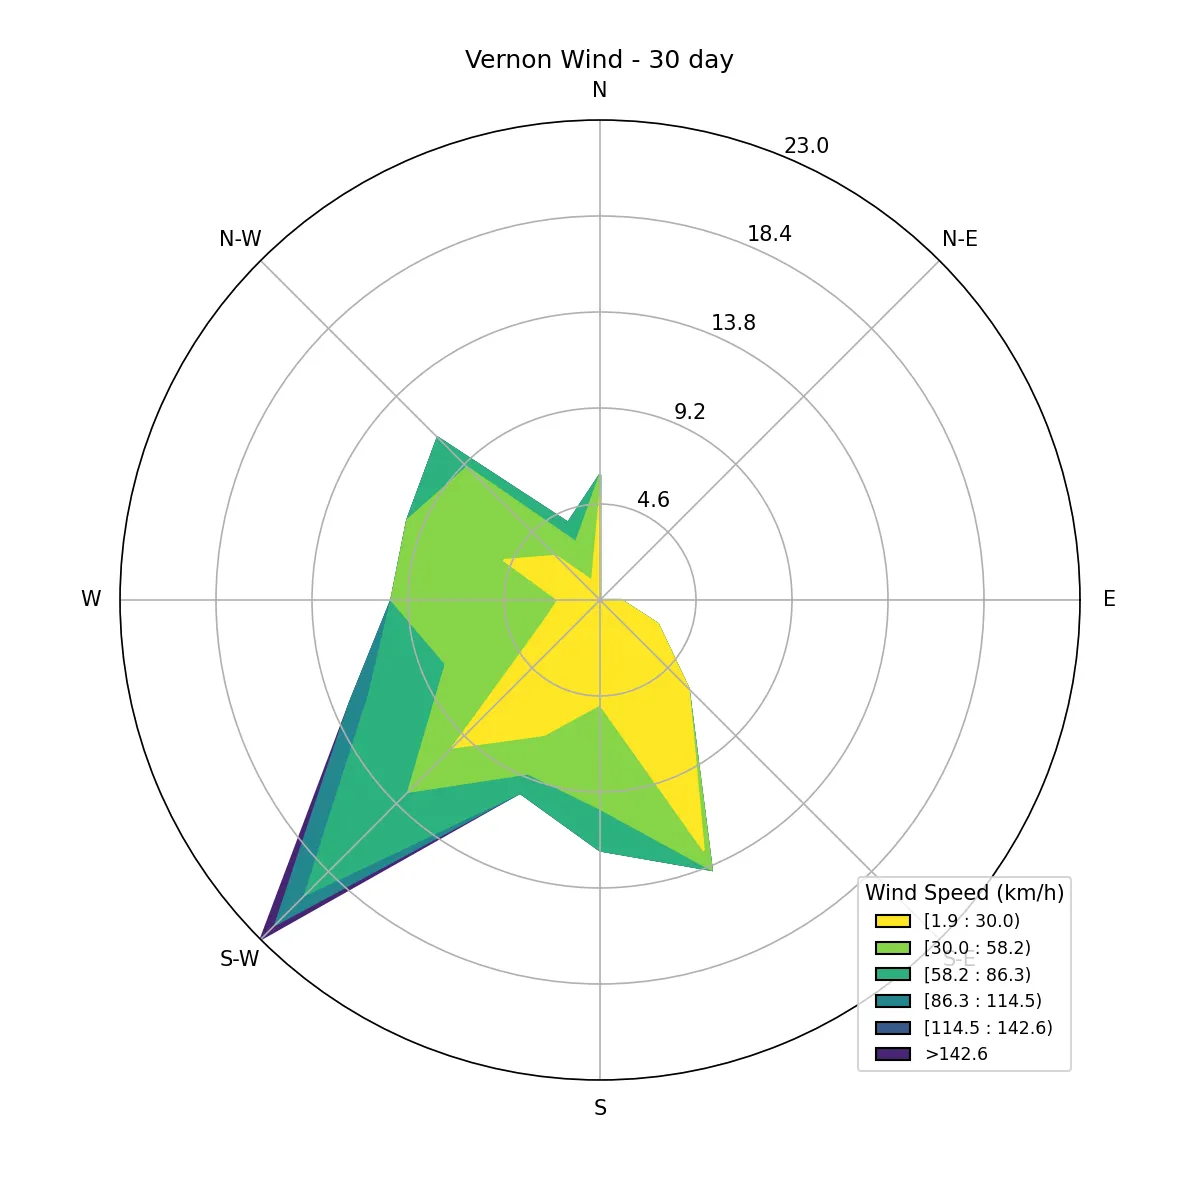 Vernon Wind - 30 day
N
23.0
N-W
18.4
N-E
13.8
9.2
4.6
W
E
S-W
S-E
S
Wind Speed (km/h)
[1.9 : 30.0)
[30.0 : 58.2)
[58.2 : 86.3)
[86.3 : 114.5)
[114.5 : 142.6)
>142.6